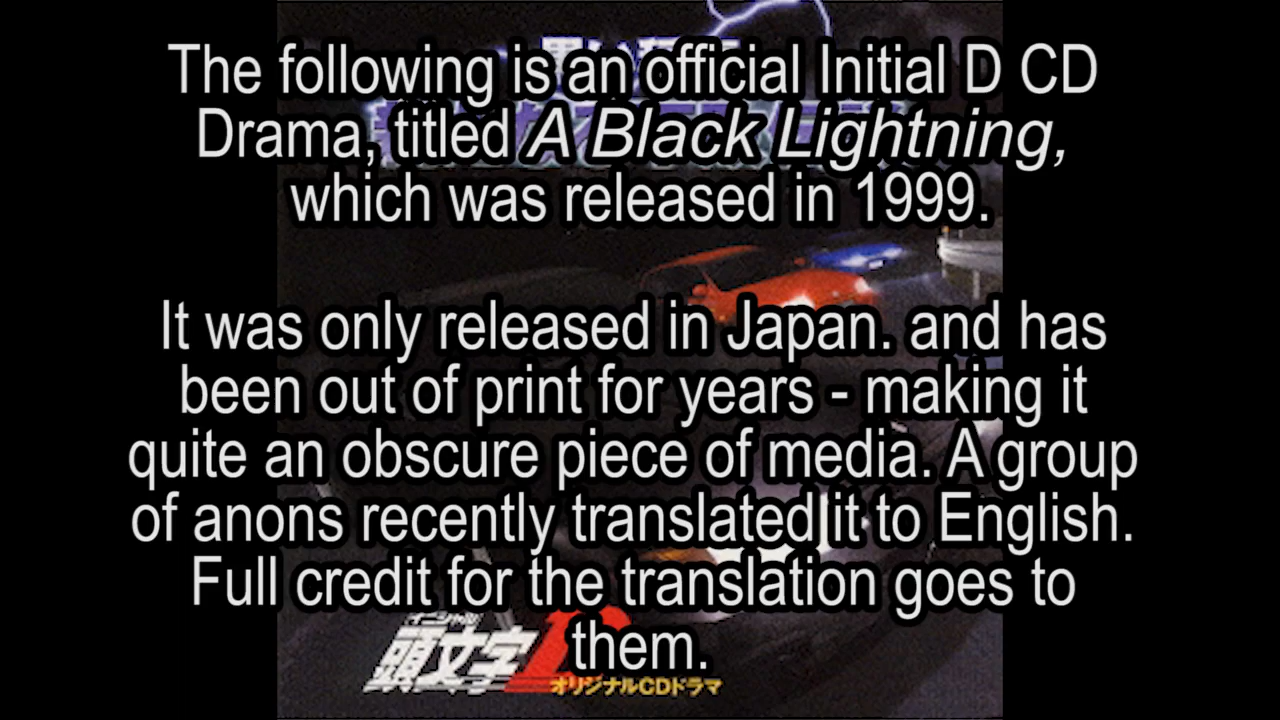 The following is an official Initial D CD
Drama, titled A Black Lightning,
which was released in 1999.
It was only released in Japan. and has
been out of print for years - making it
quite an obscure piece of media. A group
of anons recently translated it to English.
Full credit for the translation goes to
them.
イニシャル
頭文字D
オリジナルCDドラマ